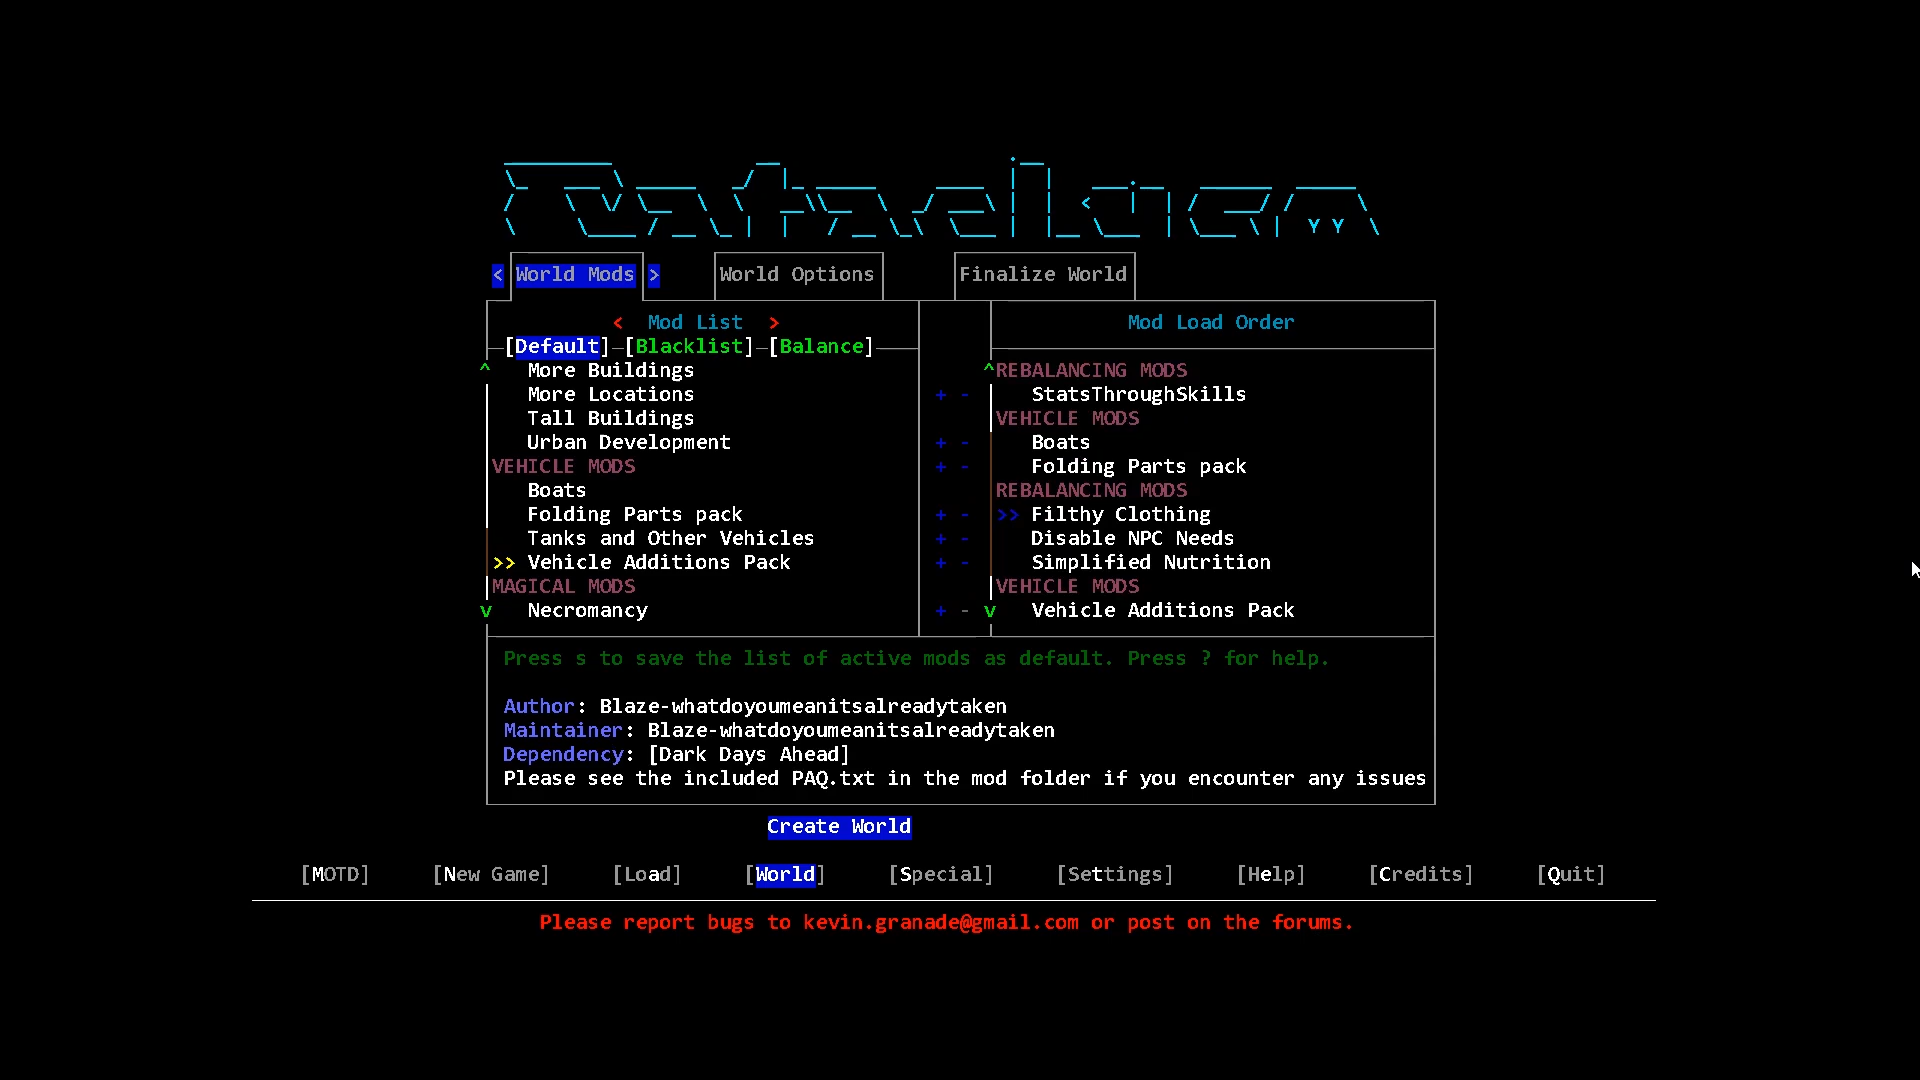 < World Mods > World Options Finalize World
< Mod List > Mod Load Order
[Default] [Blacklist] [Balance]
^ More Buildings ^ REBALANCING MODS
More Locations + - StatsThroughSkills
Tall Buildings VEHICLE MODS
Urban Development + - Boats
VEHICLE MODS + - Folding Parts pack
Boats REBALANCING MODS
Folding Parts pack + - >> Filthy Clothing
Tanks and Other Vehicles + - Disable NPC Needs
>> Vehicle Additions Pack + - Simplified Nutrition
MAGICAL MODS VEHICLE MODS
v Necromancy + - v Vehicle Additions Pack
Press s to save the list of active mods as default. Press ? for help.
Author: Blaze-whatdoyoumeanitsalreadytaken
Maintainer: Blaze-whatdoyoumeanitsalreadytaken
Dependency: [Dark Days Ahead]
Please see the included PAQ.txt in the mod folder if you encounter any issues
Create World
[MOTD] [New Game] [Load] [World] [Special] [Settings] [Help] [Credits] [Quit]
Please report bugs to kevin.granade@gmail.com or post on the forums.